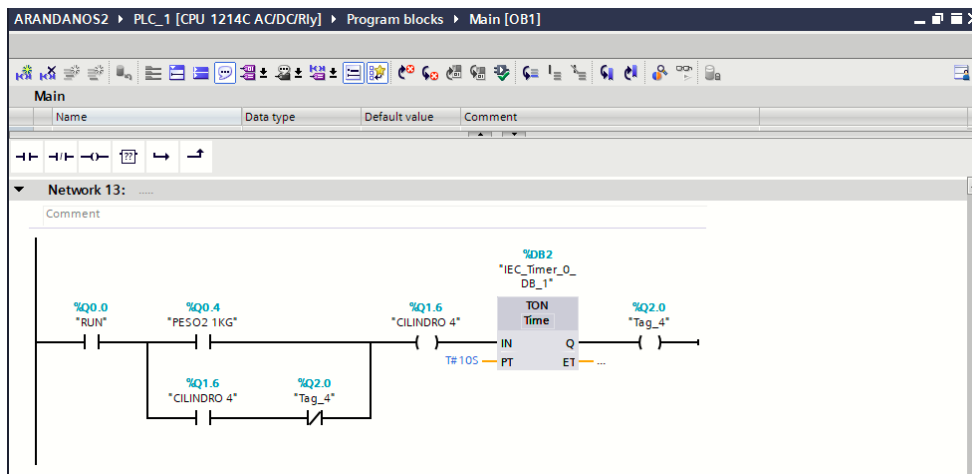 ARANDANOS2 ▸ PLC_1 [CPU 1214C AC/DC/Rly] ▸ Program blocks ▸ Main [OB1]
Main
Name Data type Default value Comment
Network 13: .....
Comment
%DB2
"IEC_Timer_0_
DB_1"
%Q0.0 %Q0.4 %Q1.6 TON %Q2.0
"RUN" "PESO2 1KG" "CILINDRO 4" Time "Tag_4"
IN Q
T#10S PT ET ...
%Q1.6 %Q2.0
"CILINDRO 4" "Tag_4"